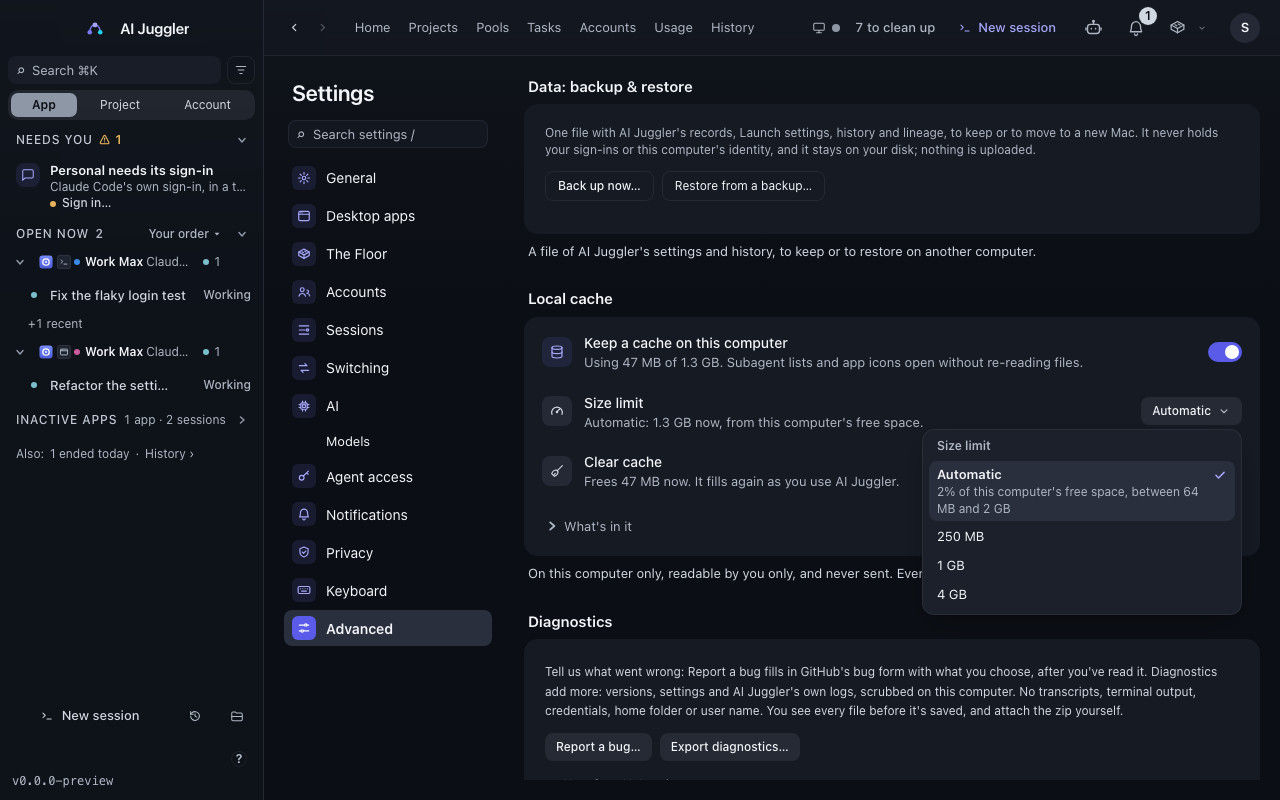 AI Juggler
Search ⌘K
App
Project
Account
NEEDS YOU
1
Personal needs its sign-in
Claude Code's own sign-in, in a t…
Sign in…
OPEN NOW 2
Your order
Work Max Claud…
1
Fix the flaky login test
Working
+1 recent
Work Max Claud…
1
Refactor the setti…
Working
INACTIVE APPS 1 app · 2 sessions
Also: 1 ended today · History ›
New session
?
v0.0.0-preview
Home
Projects
Pools
Tasks
Accounts
Usage
History
7 to clean up
New session
1
S
Settings
Search settings /
General
Desktop apps
The Floor
Accounts
Sessions
Switching
AI
Models
Agent access
Notifications
Privacy
Keyboard
Advanced
Data: backup & restore
One file with AI Juggler's records, Launch settings, history and lineage, to keep or to move to a new Mac. It never holds
your sign-ins or this computer's identity, and it stays on your disk; nothing is uploaded.
Back up now…
Restore from a backup…
A file of AI Juggler's settings and history, to keep or to restore on another computer.
Local cache
Keep a cache on this computer
Using 47 MB of 1.3 GB. Subagent lists and app icons open without re-reading files.
Size limit
Automatic: 1.3 GB now, from this computer's free space.
Automatic
Clear cache
Frees 47 MB now. It fills again as you use AI Juggler.
What's in it
Size limit
Automatic
2% of this computer's free space, between 64
MB and 2 GB
250 MB
1 GB
4 GB
On this computer only, readable by you only, and never sent.
Diagnostics
Tell us what went wrong: Report a bug fills in GitHub's bug form with what you choose, after you've read it. Diagnostics
add more: versions, settings and AI Juggler's own logs, scrubbed on this computer. No transcripts, terminal output,
credentials, home folder or user name. You see every file before it's saved, and attach the zip yourself.
Report a bug…
Export diagnostics…